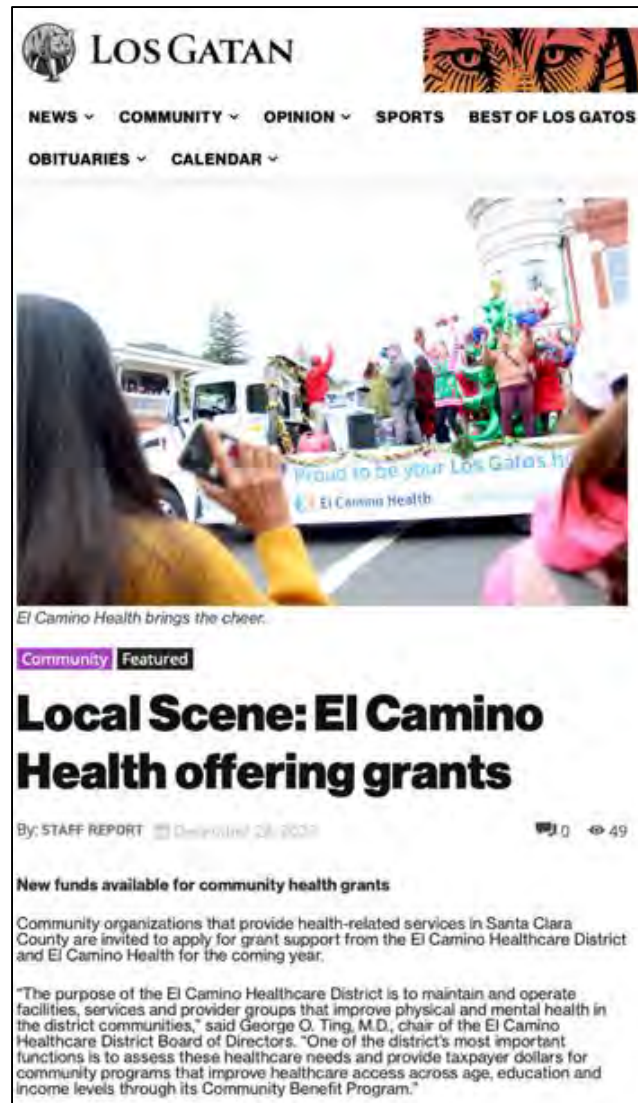 LOS GATAN
NEWS COMMUNITY OPINION SPORTS BEST OF LOS GATOS
OBITUARIES CALENDAR
Proud to be your Los Gatos
El Camino Health
El Camino Health brings the cheer.
Community Featured
Local Scene: El Camino
Health offering grants
By: STAFF REPORT December 28, 0 49
New funds available for community health grants
Community organizations that provide health-related services in Santa Clara
County are invited to apply for grant support from the El Camino Healthcare District
and El Camino Health for the coming year.
"The purpose of the El Camino Healthcare District is to maintain and operate
facilities, services and provider groups that improve physical and mental health in
the district communities," said George O. Ting, M.D., chair of the El Camino
Healthcare District Board of Directors. "One of the district's most important
functions is to assess these healthcare needs and provide taxpayer dollars for
community programs that improve healthcare access across age, education and
income levels through its Community Benefit Program."